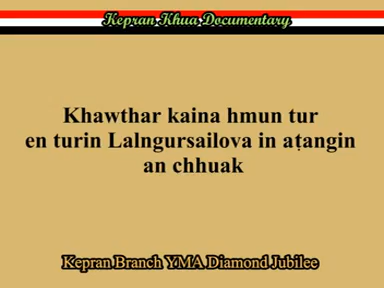 Kepran Khua Documentary
Khawthar kaina hmun tur
en turin Lalngursailova in aṭangin
an chhuak
Kepran Branch YMA Diamond Jubilee